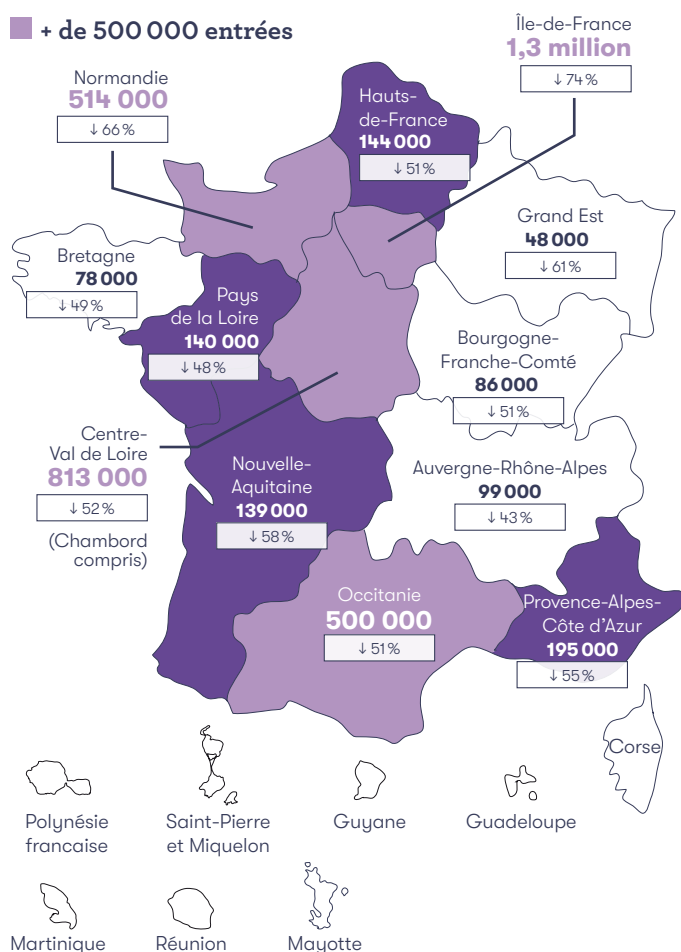 + de 500 000 entrées
Île-de-France
1,3 million
↓ 74 %
Normandie
514 000
↓ 66 %
Hauts-
de-France
144 000
↓ 51 %
Grand Est
48 000
↓ 61 %
Bretagne
78 000
↓ 49 %
Pays
de la Loire
140 000
↓ 48 %
Bourgogne-
Franche-Comté
86 000
↓ 51 %
Centre-
Val de Loire
813 000
↓ 52 %
(Chambord
compris)
Nouvelle-
Aquitaine
139 000
↓ 58 %
Auvergne-Rhône-Alpes
99 000
↓ 43 %
Occitanie
500 000
↓ 51 %
Provence-Alpes-
Côte d’Azur
195 000
↓ 55 %
Corse
Polynésie
francaise
Saint-Pierre
et Miquelon
Guyane
Guadeloupe
Martinique
Réunion
Mayotte